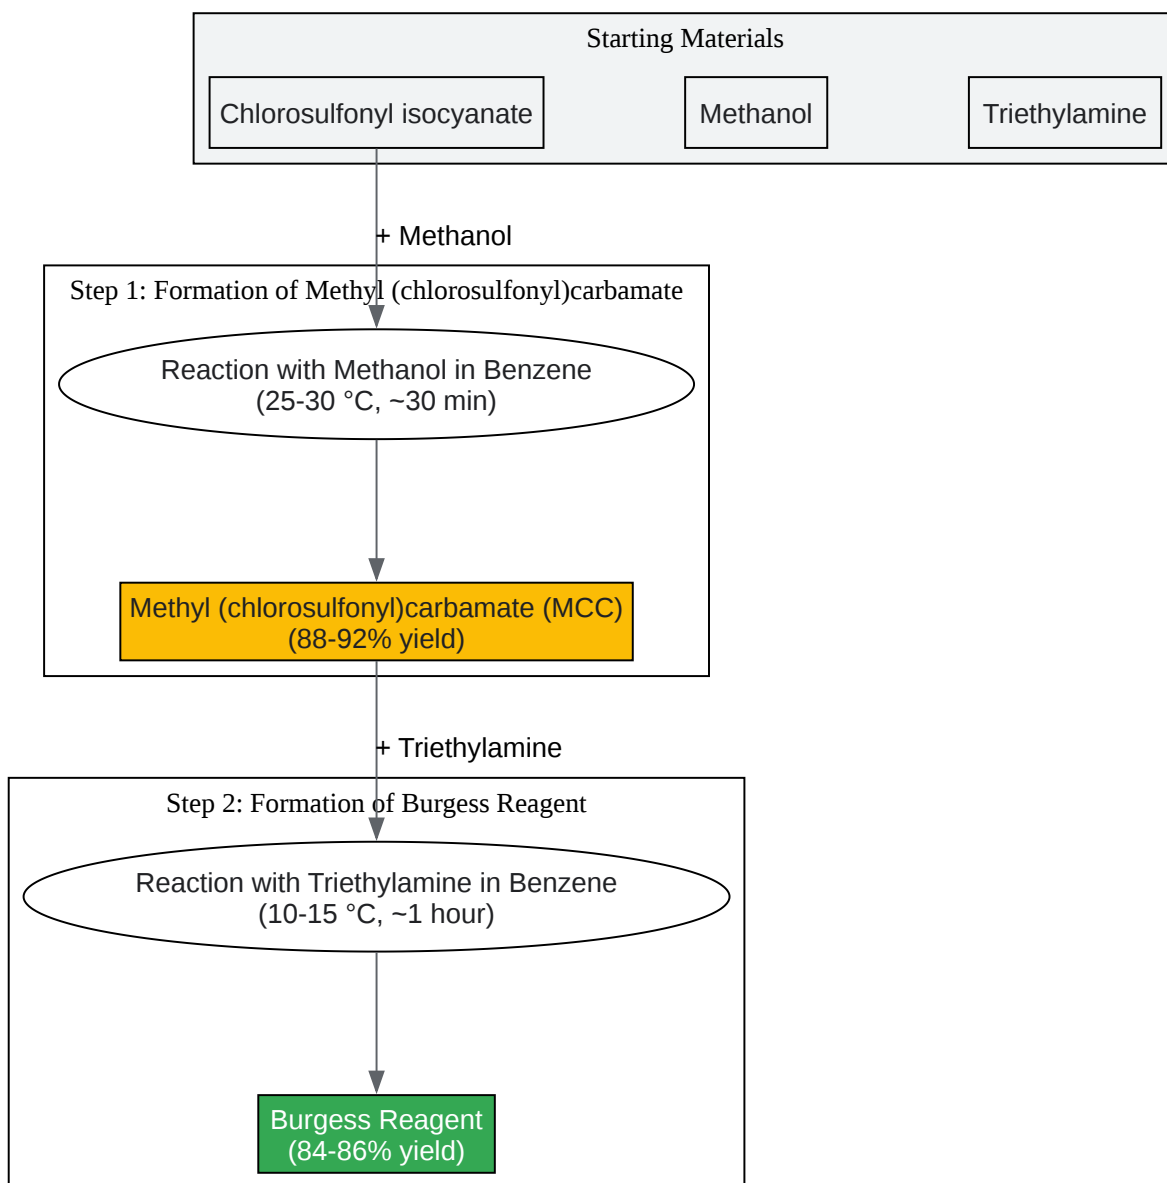 Starting Materials
Chlorosulfonyl isocyanate
Methanol
Triethylamine
+ Methanol
Step 1: Formation of Methyl (chlorosulfonyl)carbamate
Reaction with Methanol in Benzene
(25-30 °C, ~30 min)
Methyl (chlorosulfonyl)carbamate (MCC)
(88-92% yield)
+ Triethylamine
Step 2: Formation of Burgess Reagent
Reaction with Triethylamine in Benzene
(10-15 °C, ~1 hour)
Burgess Reagent
(84-86% yield)